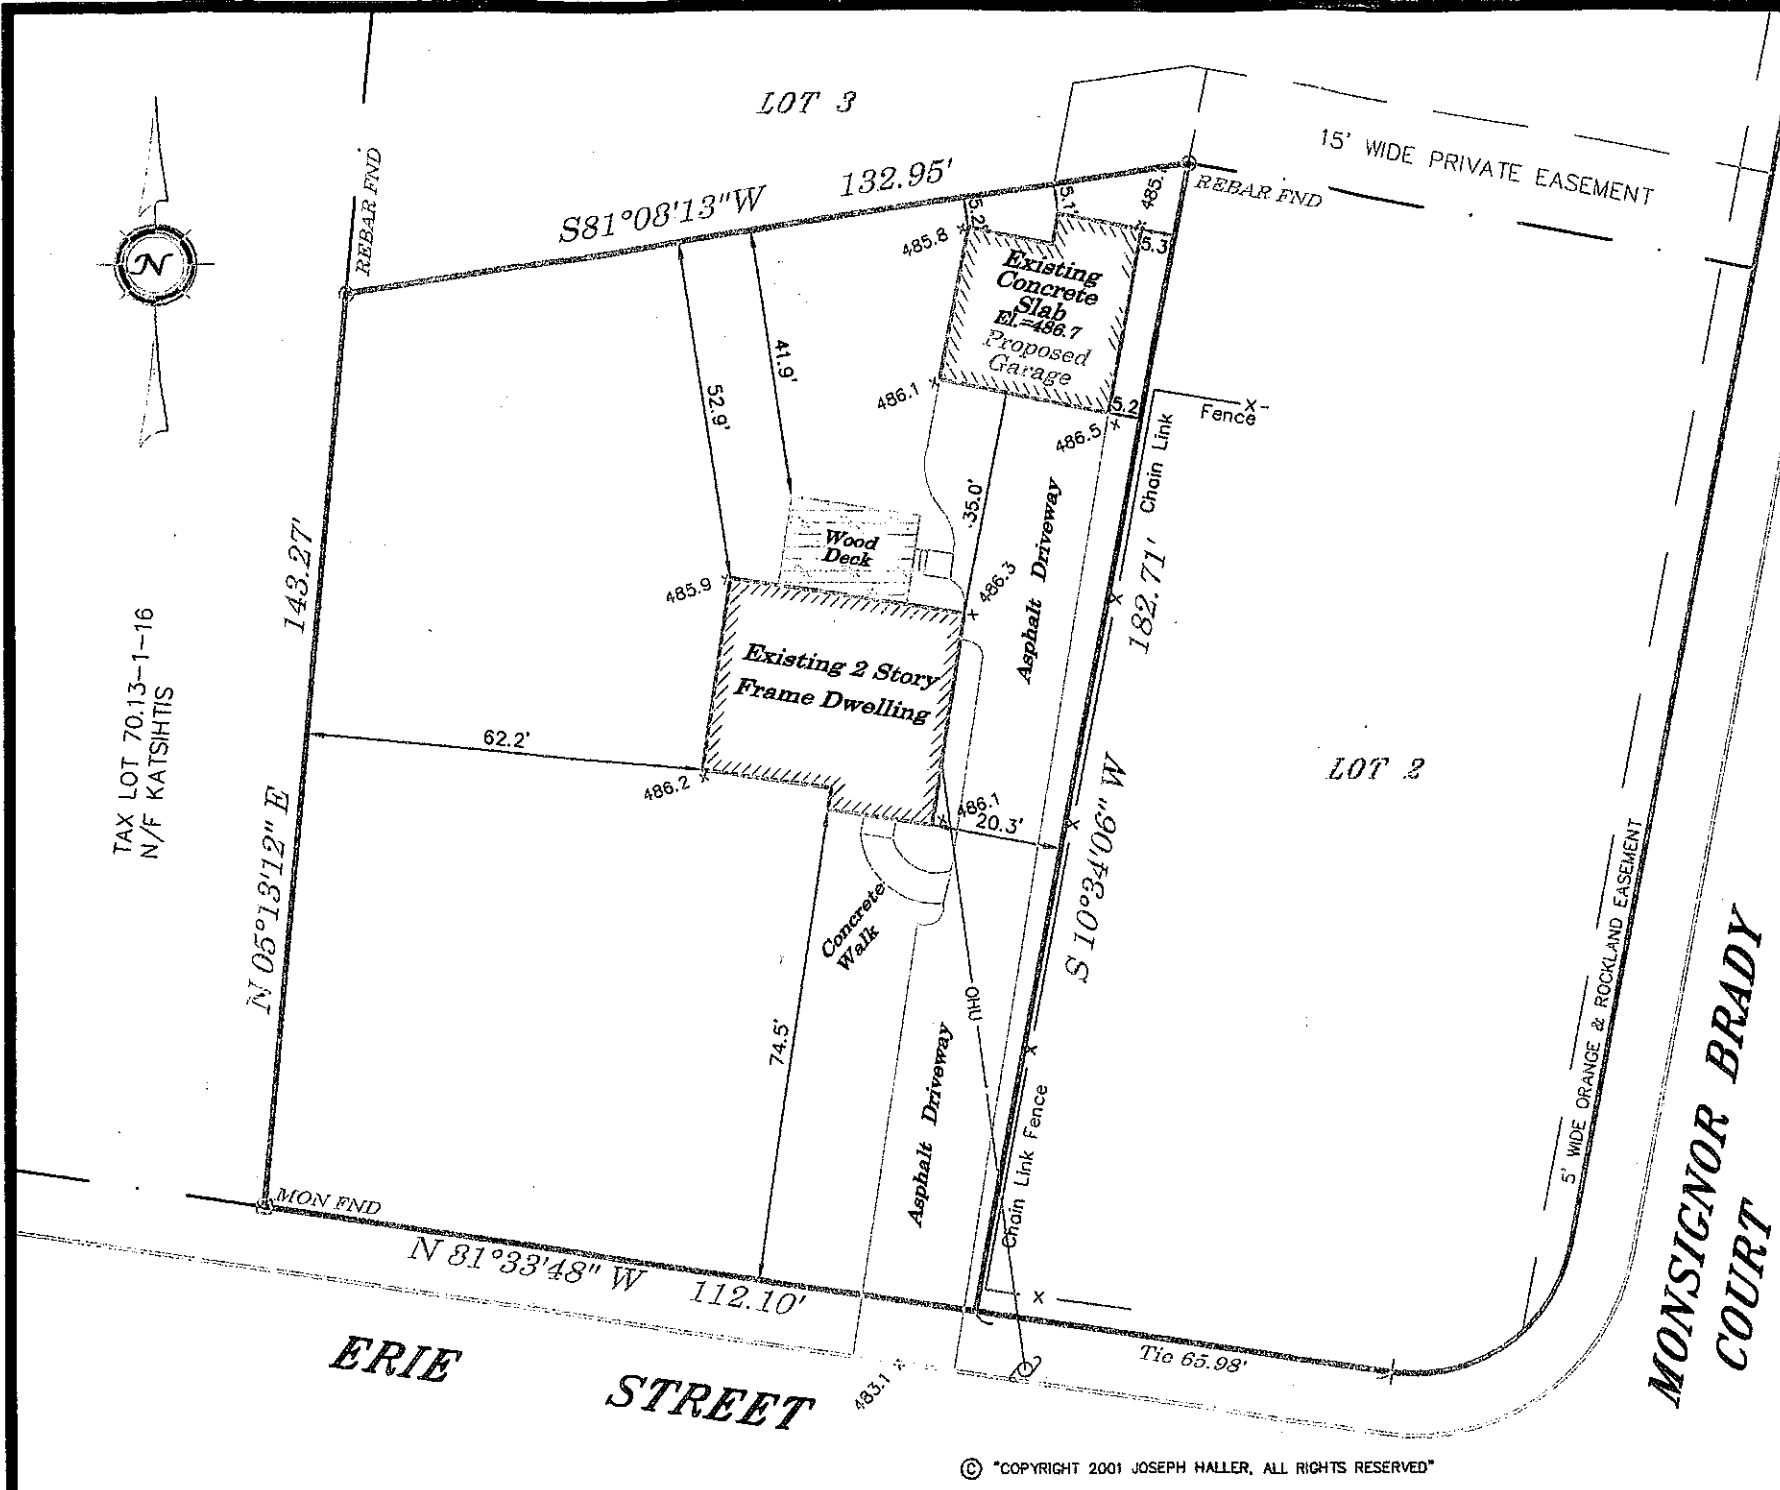 LOT 3
15' WIDE PRIVATE EASEMENT
REBAR FND
S81°08'13"W 132.95'
REBAR FND
N
5.2'
5.1'
485.8
5.3
Existing
Concrete
Slab
El.=486.7
Proposed
Garage
41.9'
52.9'
486.1
5.2
486.5
Fence
X
Chain Link
35.0'
Asphalt Driveway
182.71'
143.27'
Wood
Deck
485.9
486.3
X
TAX LOT 70.13-1-16
N/F KATSIHTIS
Existing 2 Story
Frame Dwelling
62.2'
486.2
486.1
20.3'
X
LOT 2
S 10°34'06" W
N 05°13'12" E
Concrete
Walk
OHU
74.5'
Asphalt Driveway
X
Chain Link Fence
X
5' WIDE ORANGE & ROCKLAND EASEMENT
MONSIGNOR BRADY
COURT
MON FND
N 81°33'48" W 112.10'
Tie 65.98'
ERIE STREET
483.1
© "COPYRIGHT 2001 JOSEPH HALLER, ALL RIGHTS RESERVED"